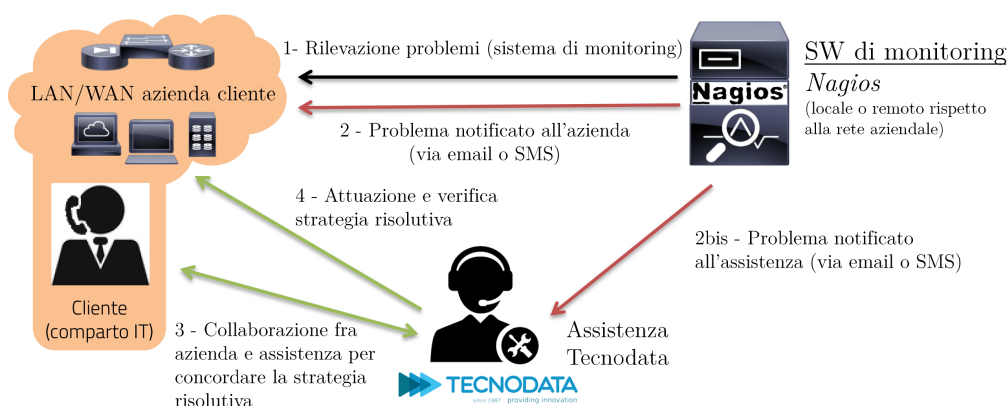 1- Rilevazione problemi (sistema di monitoring)
SW di monitoring
Nagios
(locale o remoto rispetto
alla rete aziendale)
Nagios®
LAN/WAN azienda cliente
2 - Problema notificato all'azienda
(via email o SMS)
4 - Attuazione e verifica
strategia risolutiva
2bis - Problema notificato
all'assistenza (via email o SMS)
Cliente
(comparto IT)
3 - Collaborazione fra
azienda e assistenza per
concordare la strategia
risolutiva
Assistenza
Tecnodata
TECNODATA
since 1987 providing innovation